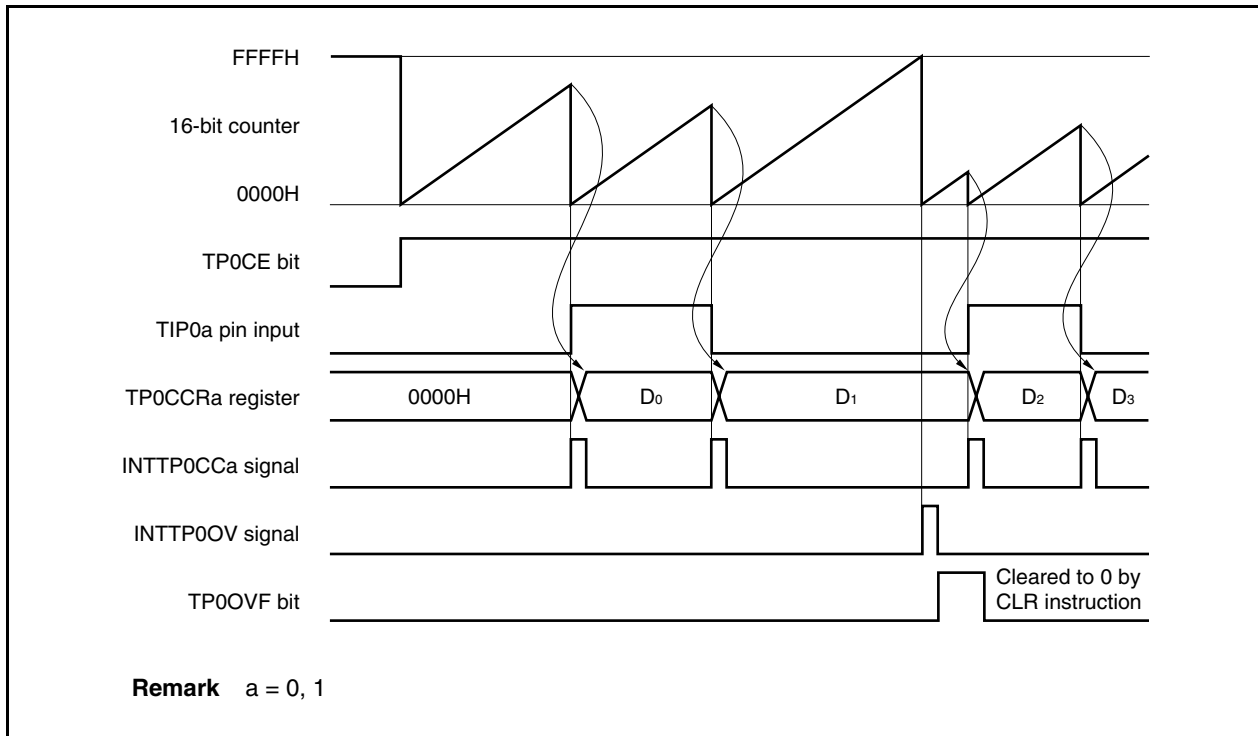 FFFFH
16-bit counter
0000H
TP0CE bit
TIP0a pin input
TP0CCRa register
0000H
D0
D1
D2
D3
INTTP0CCa signal
INTTP0OV signal
TP0OVF bit
Cleared to 0 by
CLR instruction
Remark a = 0, 1